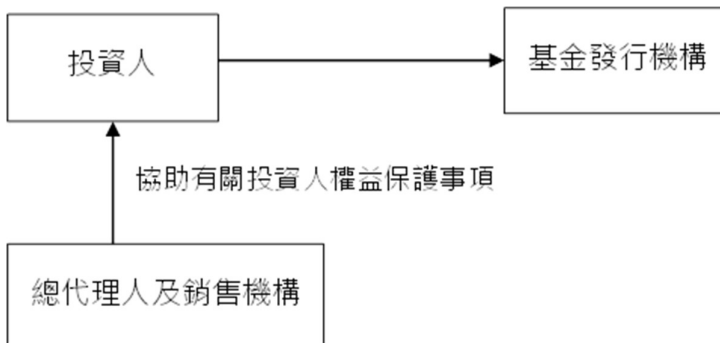 投資人
基金發行機構
協助有關投資人權益保護事項
總代理人及銷售機構